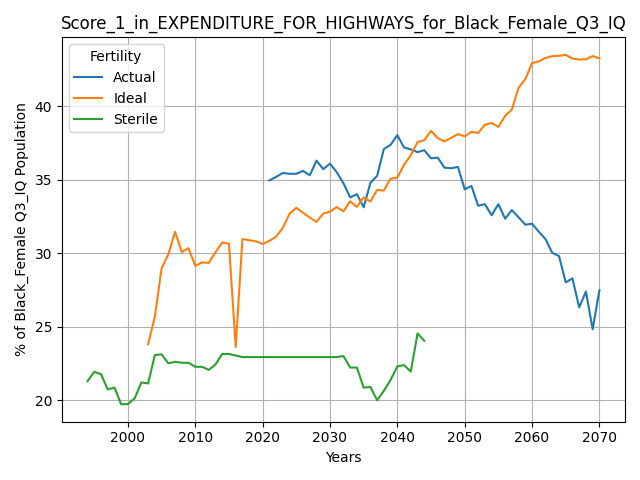 Score_1_in_EXPENDITURE_FOR_HIGHWAYS_for_Black_Female_Q3_IQ
Fertility
Actual
Ideal
Sterile
% of Black_Female Q3_IQ Population
40
35
30
25
20
2000 2010 2020 2030 2040 2050 2060 2070
Years